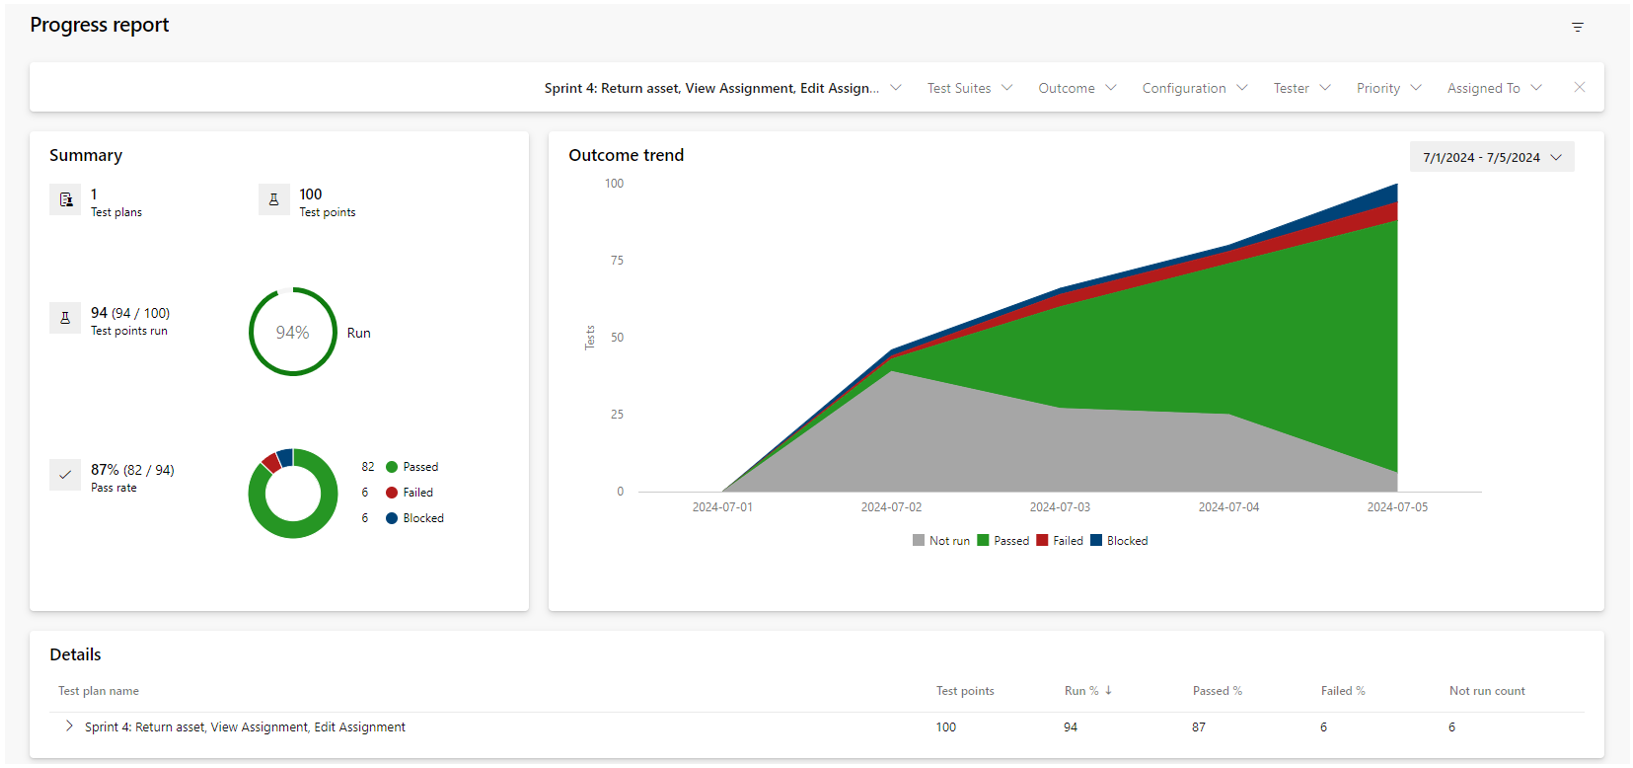 Progress report
Sprint 4: Return asset, View Assignment, Edit Assign... Test Suites Outcome Configuration Tester Priority Assigned To
Summary
1
Test plans
100
Test points
94 (94 / 100)
Test points run
94%
Run
87% (82 / 94)
Pass rate
82 Passed
6 Failed
6 Blocked
Outcome trend
7/1/2024 - 7/5/2024
100
75
50
25
0
Tests
2024-07-01 2024-07-02 2024-07-03 2024-07-04 2024-07-05
Not run Passed Failed Blocked
Details
Test plan name Test points Run % ↓ Passed % Failed % Not run count
Sprint 4: Return asset, View Assignment, Edit Assignment 100 94 87 6 6